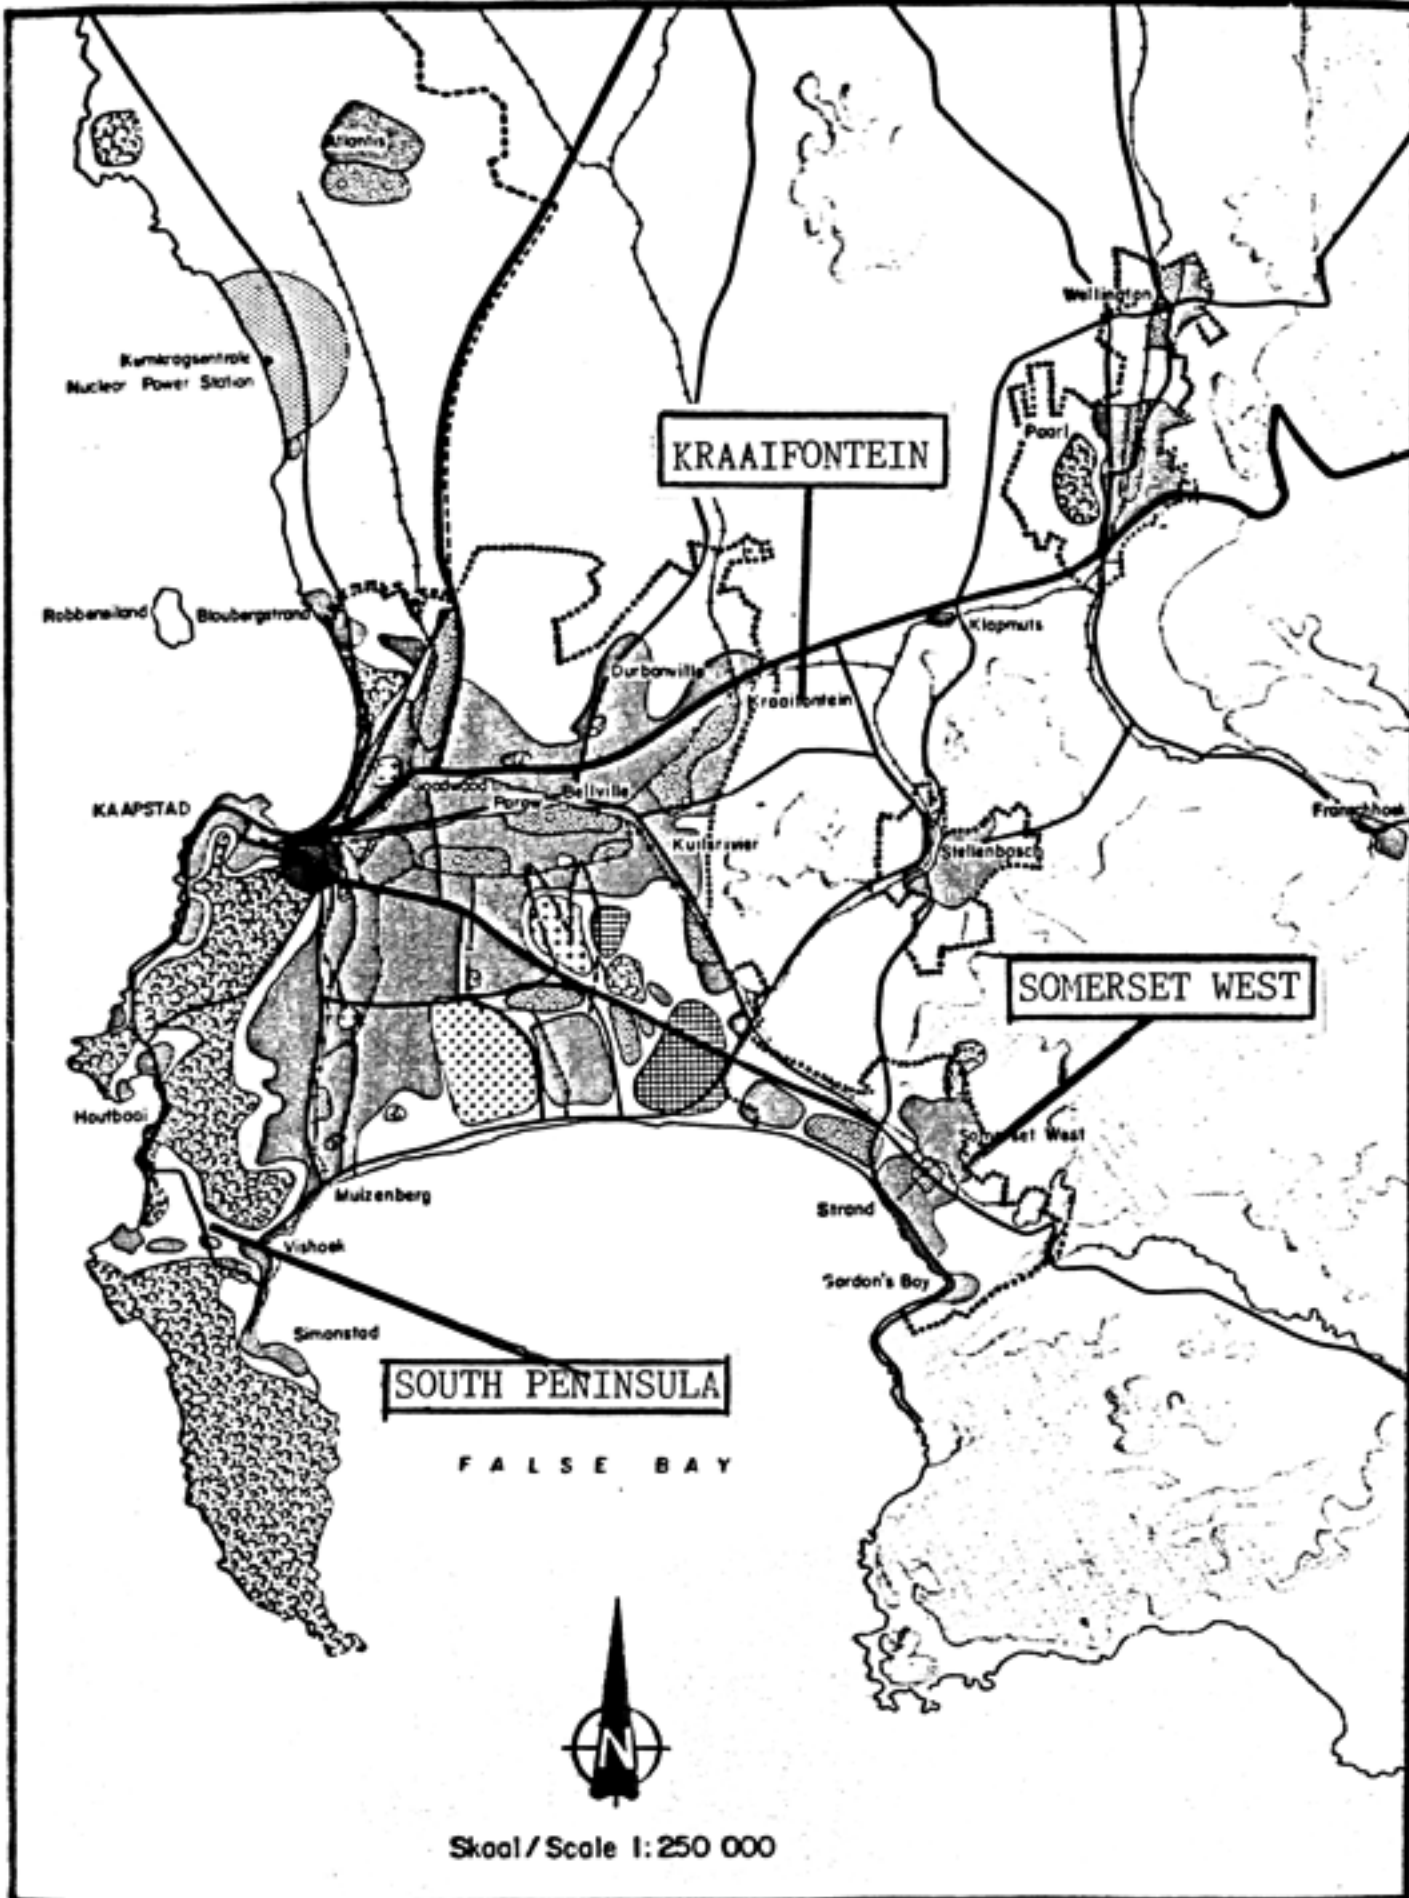 Atlantis
Wellington
Kernkragsentrale
Nuclear Power Station
Paarl
KRAAIFONTEIN
Robbeneiland
Bloubergstrand
Klapmuts
Durbanville
Kraaifontein
KAAPSTAD
Goodwood
Parow
Bellville
Franschhoek
Kuilsrivier
Stellenbosch
SOMERSET WEST
Houtbaai
Somerset West
Muizenberg
Strand
Vishoek
Gordon's Bay
Simonstad
SOUTH PENINSULA
FALSE BAY
N
Skaal/Scale 1:250 000